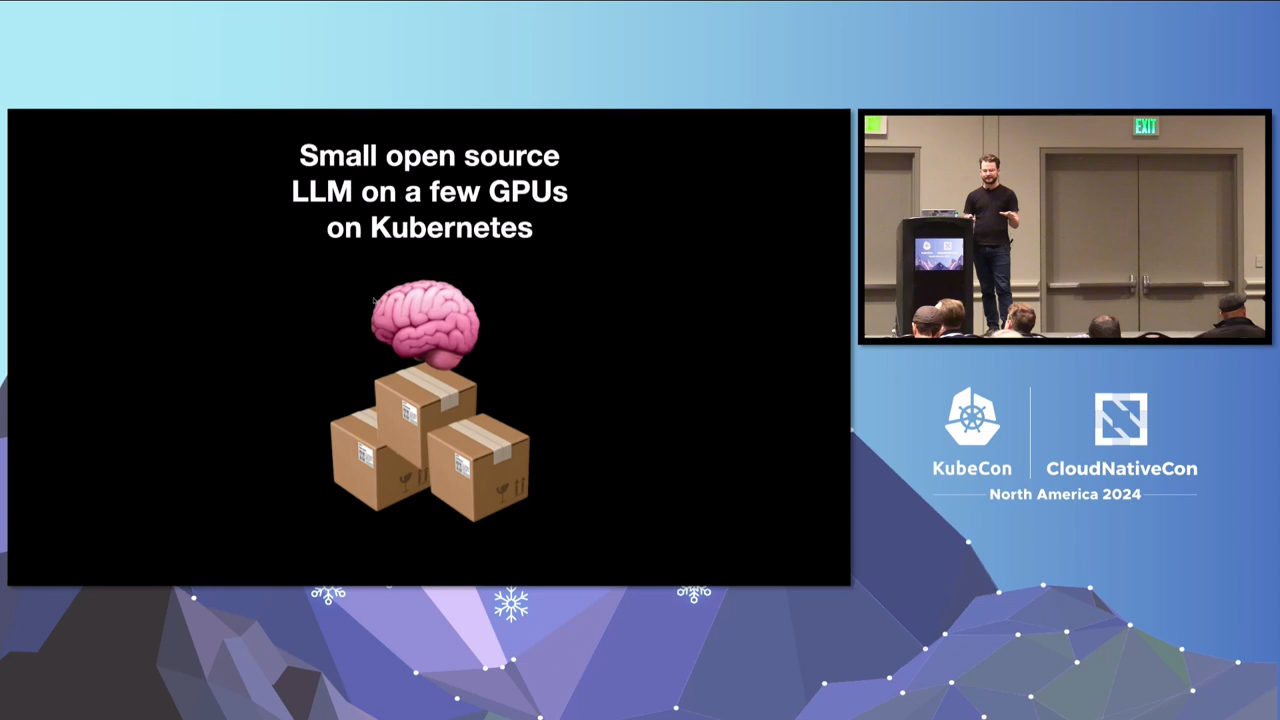 Small open source
LLM on a few GPUs
on Kubernetes
EXIT
KubeCon
CloudNativeCon
North America 2024